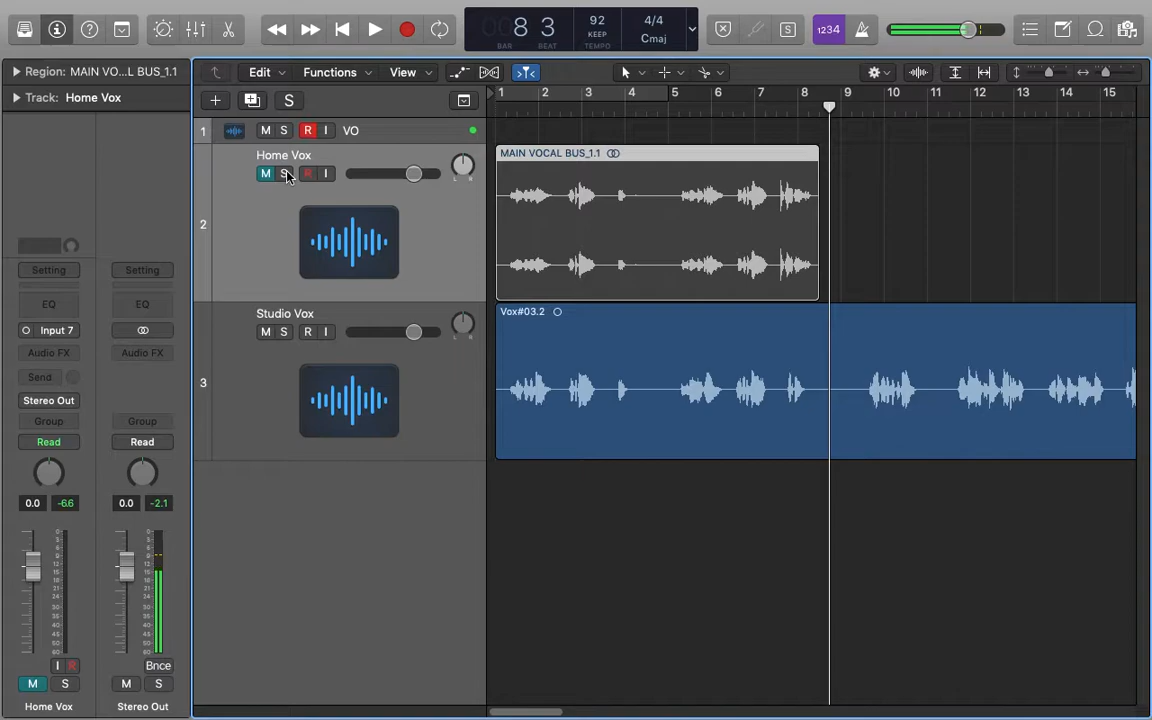 8 3
BAR BEAT
92
KEEP
TEMPO
4/4
Cmaj
S
1234
Region: MAIN VO...L BUS_1.1
Track: Home Vox
Edit Functions View
S
1 2 3 4 5 6 7 8 9 10 11 12 13 14 15
1 M S R I VO
Home Vox
M S R I
L R
2
MAIN VOCAL BUS_1.1
Studio Vox
M S R I
L R
3
Vox#03.2
Setting Setting
EQ EQ
Input 7
Audio FX Audio FX
Send
Stereo Out
Group Group
Read Read
0.0 -6.6 0.0 -2.1
I R Bnce
M S M S
Home Vox Stereo Out